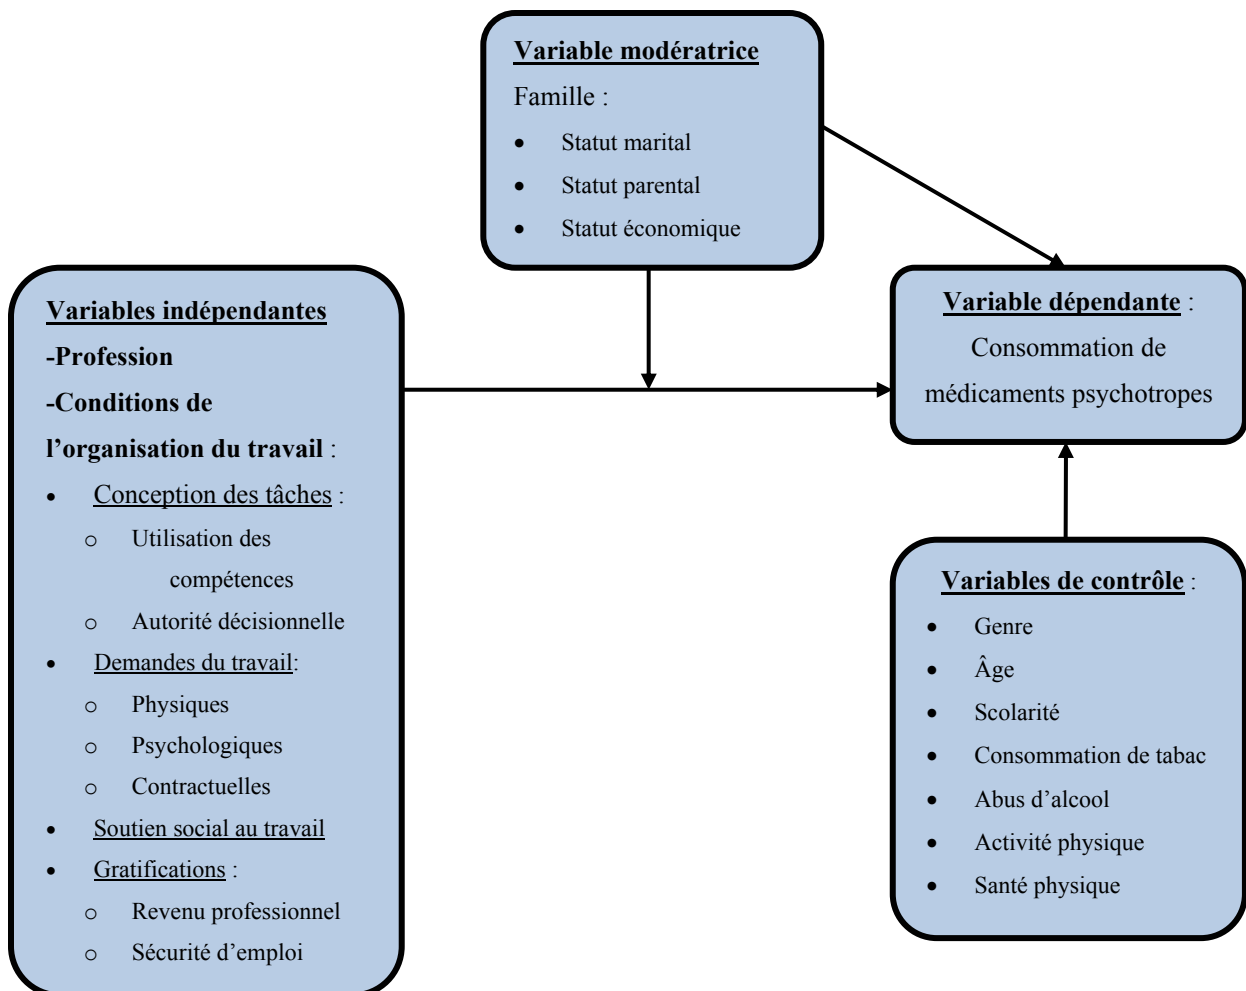 Variable modératrice
Famille :
• Statut marital
• Statut parental
• Statut économique
Variables indépendantes
-Profession
-Conditions de
l’organisation du travail :
• Conception des tâches :
o Utilisation des
compétences
o Autorité décisionnelle
• Demandes du travail:
o Physiques
o Psychologiques
o Contractuelles
• Soutien social au travail
• Gratifications :
o Revenu professionnel
o Sécurité d’emploi
Variable dépendante :
Consommation de
médicaments psychotropes
Variables de contrôle :
• Genre
• Âge
• Scolarité
• Consommation de tabac
• Abus d’alcool
• Activité physique
• Santé physique